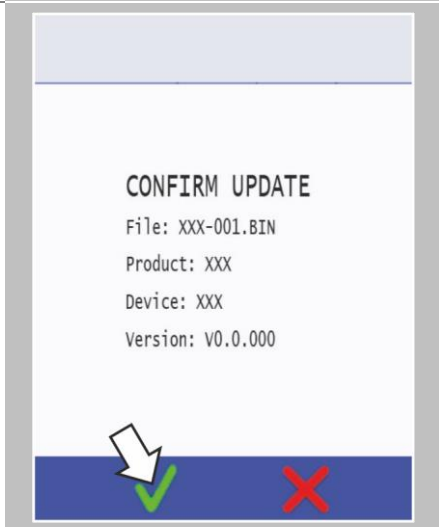 CONFIRM UPDATE
File: XXX-001.BIN
Product: XXX
Device: XXX
Version: V0.0.000